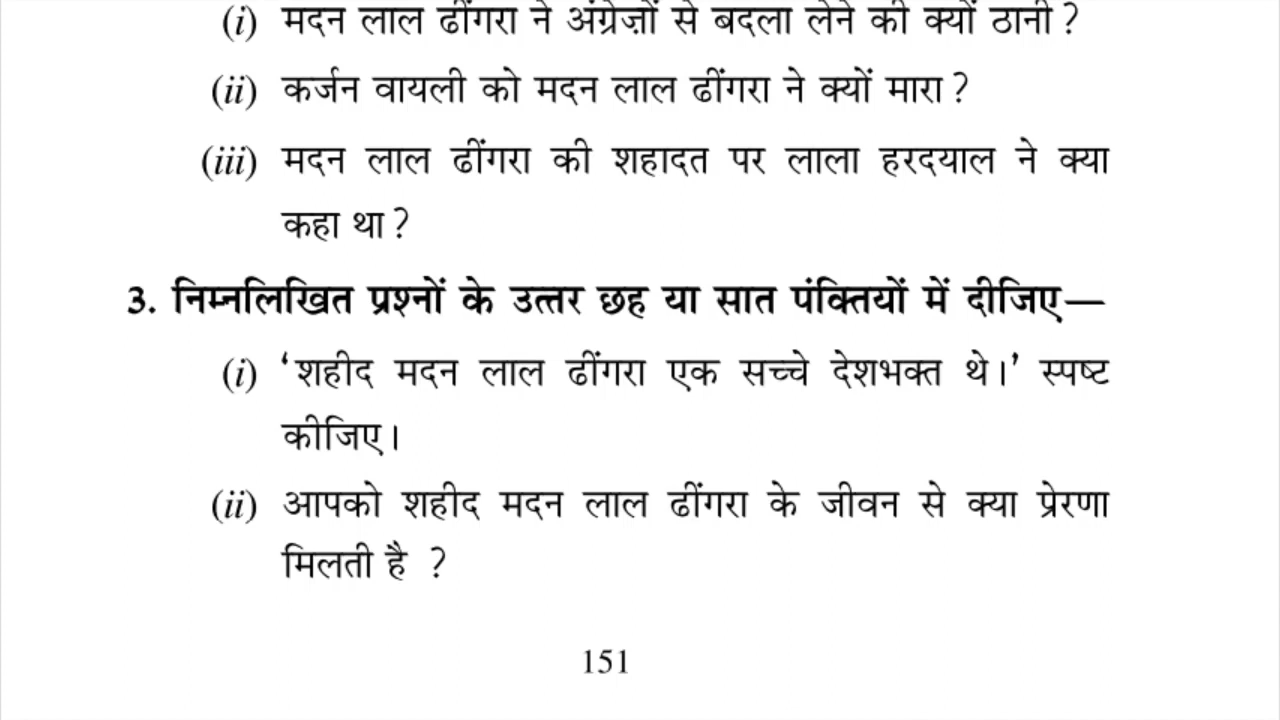 (i) मदन लाल ढींगरा ने अंग्रेज़ों से बदला लेने की क्यों ठानी ?
(ii) कर्जन वायली को मदन लाल ढींगरा ने क्यों मारा ?
(iii) मदन लाल ढींगरा की शहादत पर लाला हरदयाल ने क्या
कहा था ?
3. निम्नलिखित प्रश्नों के उत्तर छह या सात पंक्तियों में दीजिए—
(i) ‘शहीद मदन लाल ढींगरा एक सच्चे देशभक्त थे।’ स्पष्ट
कीजिए।
(ii) आपको शहीद मदन लाल ढींगरा के जीवन से क्या प्रेरणा
मिलती है ?
151